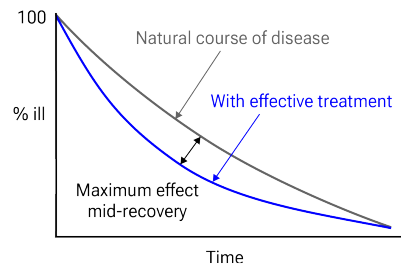 100
Natural course of disease
With effective treatment
% ill
Maximum effect
mid-recovery
Time